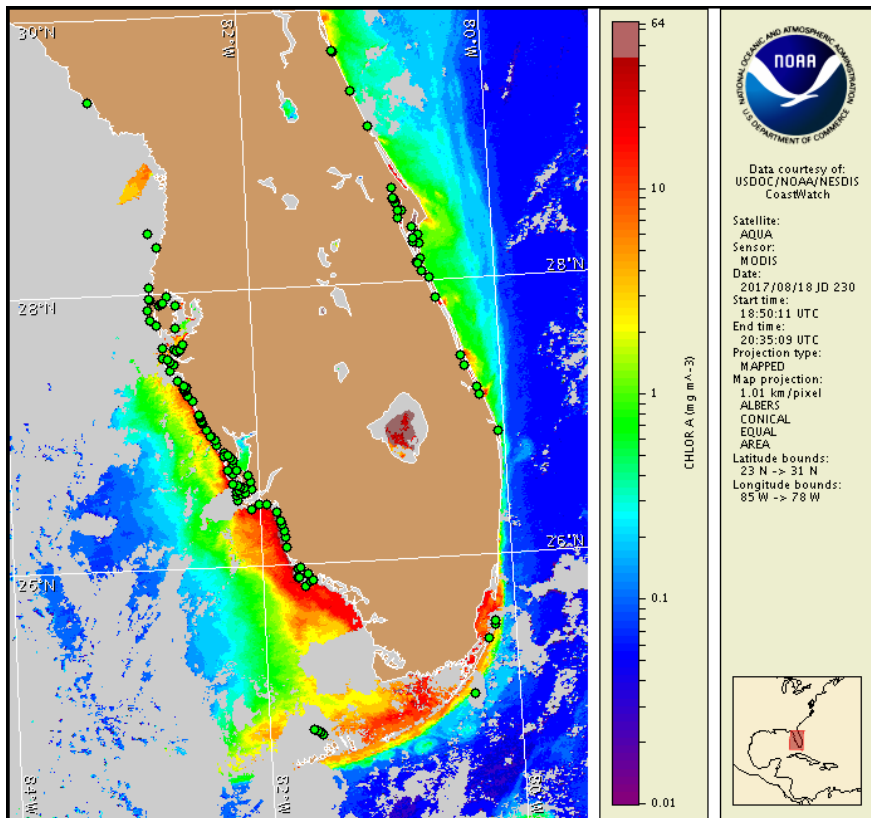 30°N
82°W
80°W
28°N
28°N
26°N
26°N
84°W
82°W
80°W
64
10
1
0.1
0.01
CHLOR A (mg m^-3)
NATIONAL OCEANIC AND ATMOSPHERIC ADMINISTRATION
NOAA
U.S. DEPARTMENT OF COMMERCE
Data courtesy of:
USDOC/NOAA/NESDIS
CoastWatch
Satellite:
AQUA
Sensor:
MODIS
Date:
2017/08/18 JD 230
Start time:
18:50:11 UTC
End time:
20:35:09 UTC
Projection type:
MAPPED
Map projection:
1.01 km/pixel
ALBERS
CONICAL
EQUAL
AREA
Latitude bounds:
23 N -> 31 N
Longitude bounds:
85 W -> 78 W